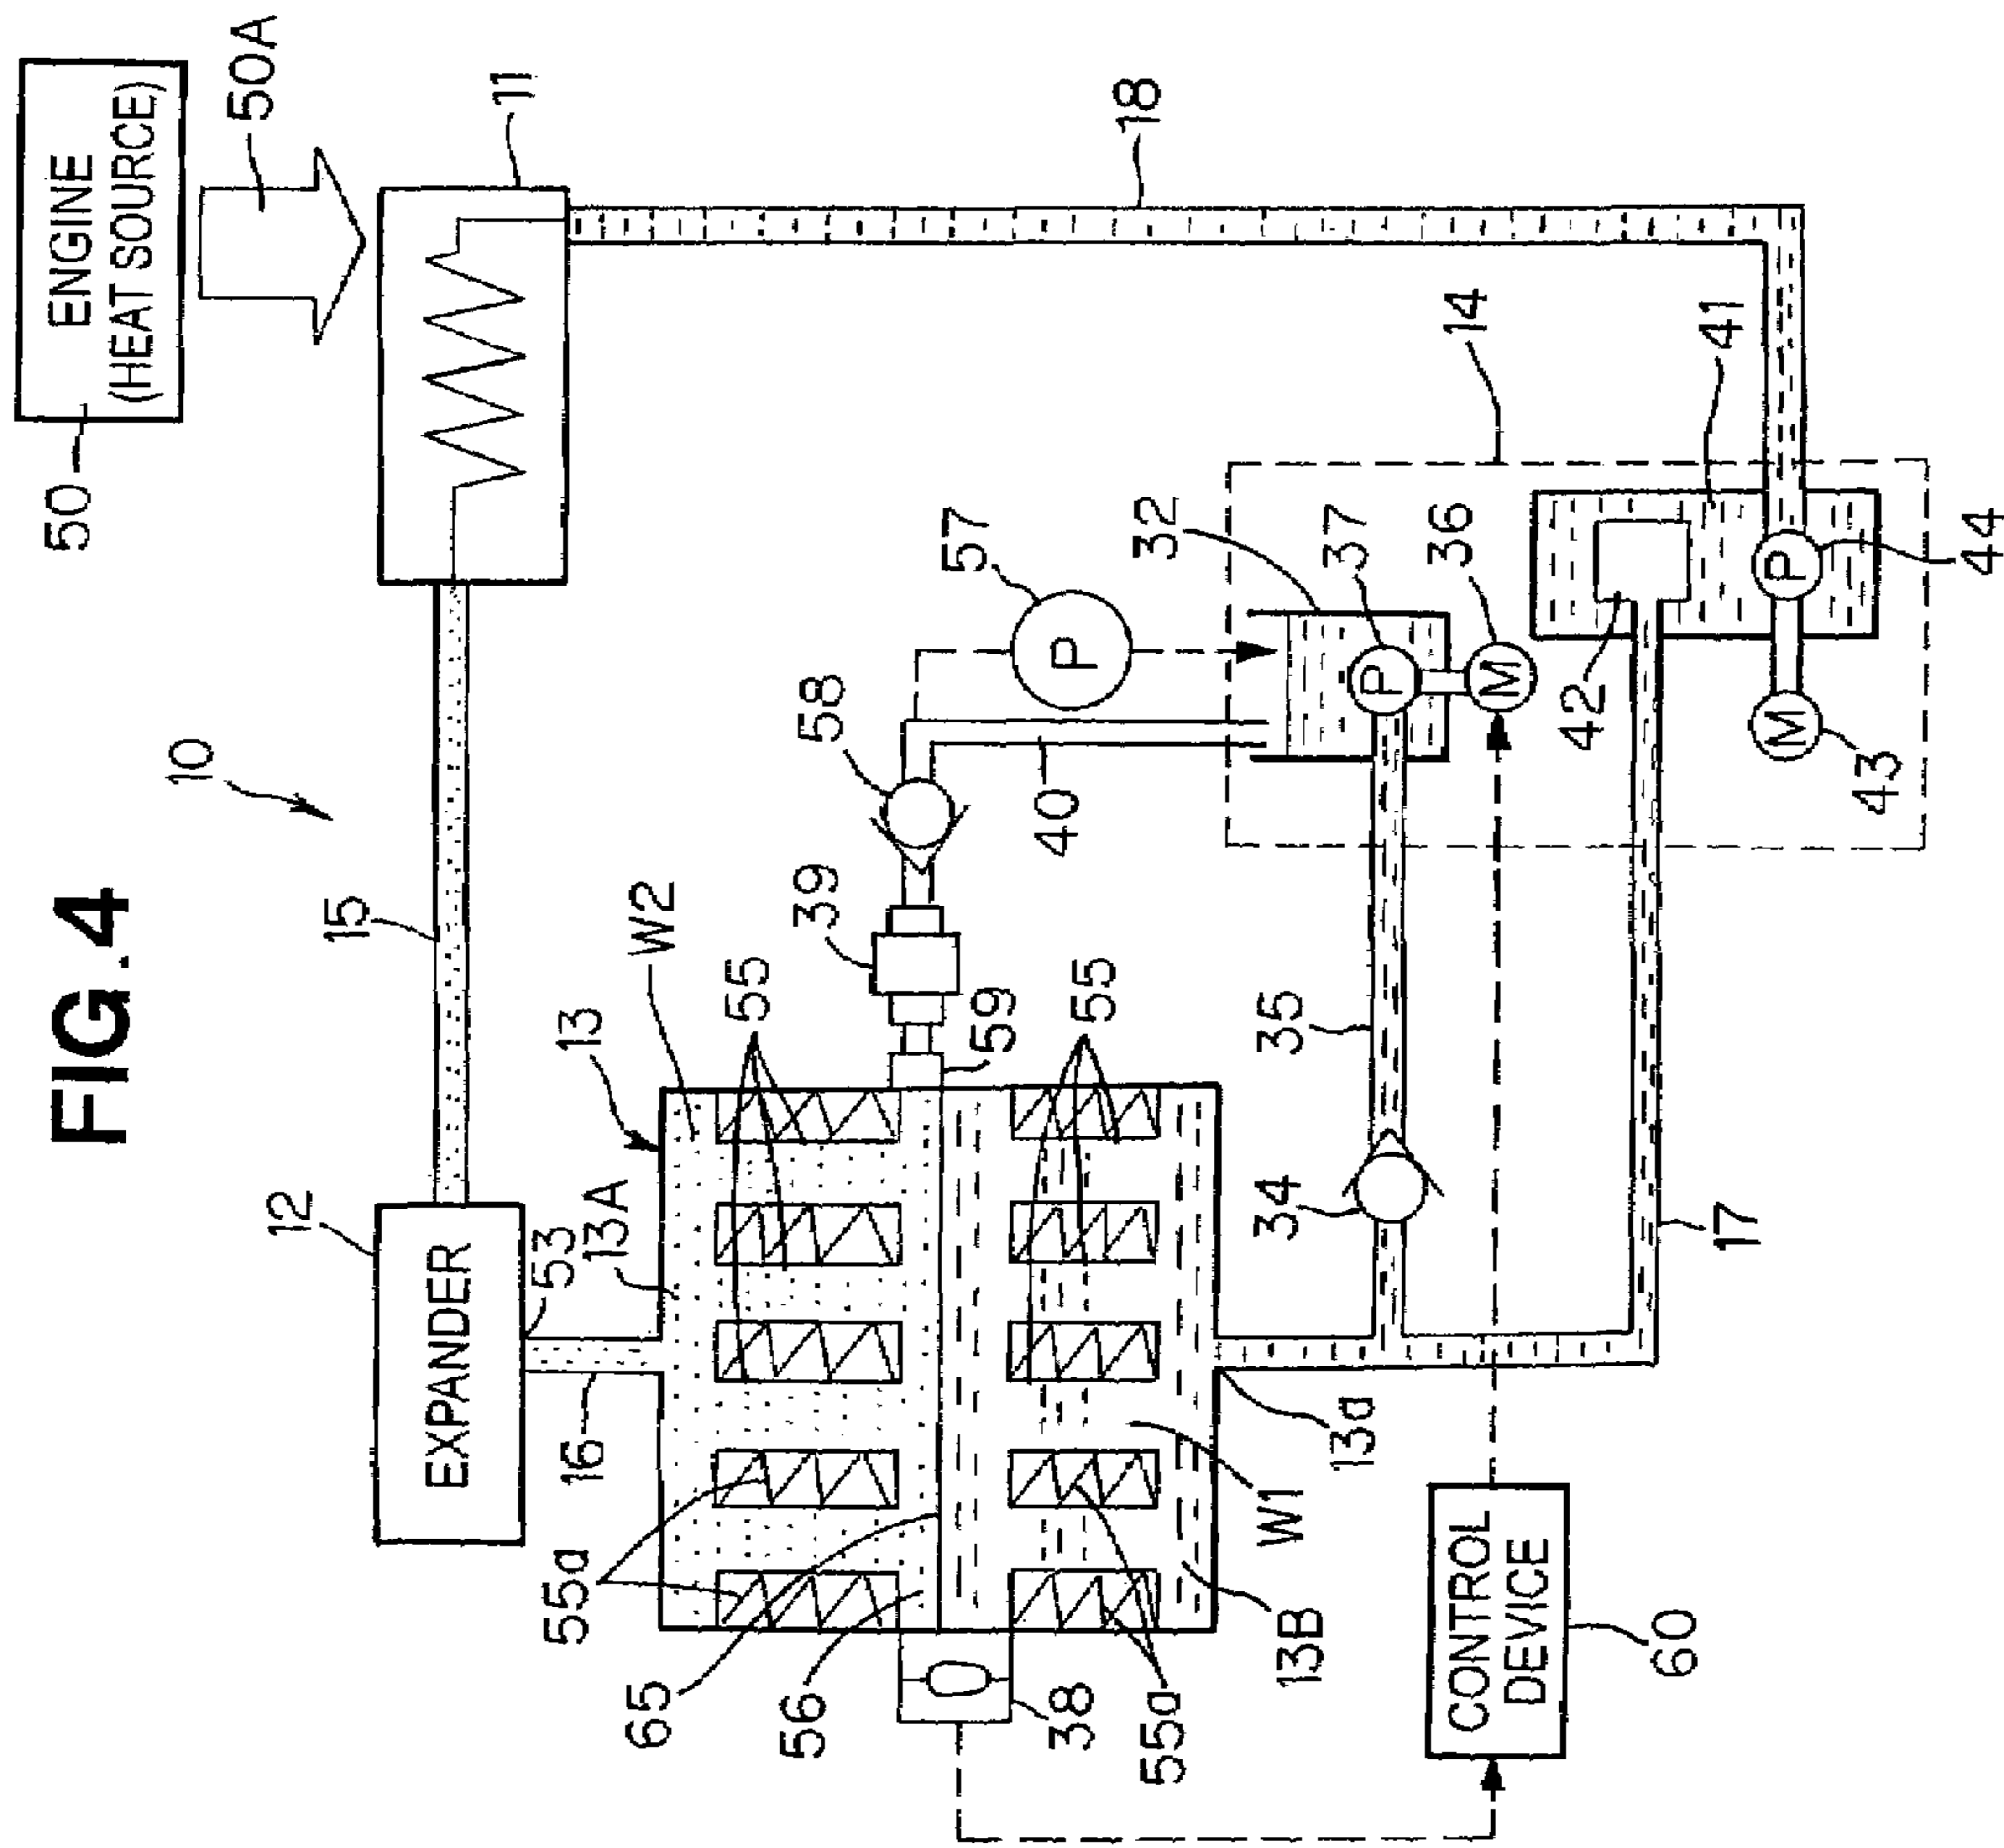 FIG.4
ENGINE
(HEAT SOURCE)
50
50A
10
15
11
12
EXPANDER
53
13A
13
W2
16
55
39
58
57
18
14
32
37
36
41
40
59
55
55a
65
56
38
55a
13B
W1
13a
34
35
17
42
43
44
P
P
M
P
M
CONTROL
DEVICE
60